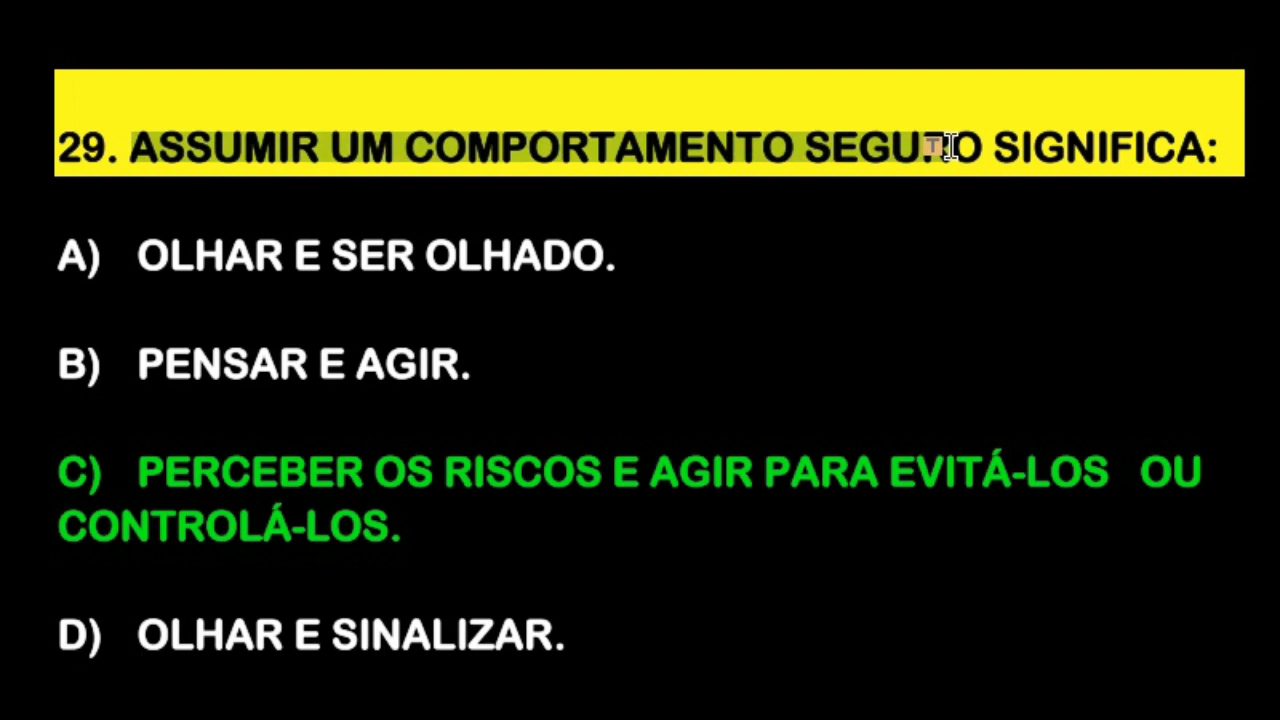 29. ASSUMIR UM COMPORTAMENTO SEGURO SIGNIFICA:
A) OLHAR E SER OLHADO.
B) PENSAR E AGIR.
C) PERCEBER OS RISCOS E AGIR PARA EVITÁ-LOS OU
CONTROLÁ-LOS.
D) OLHAR E SINALIZAR.